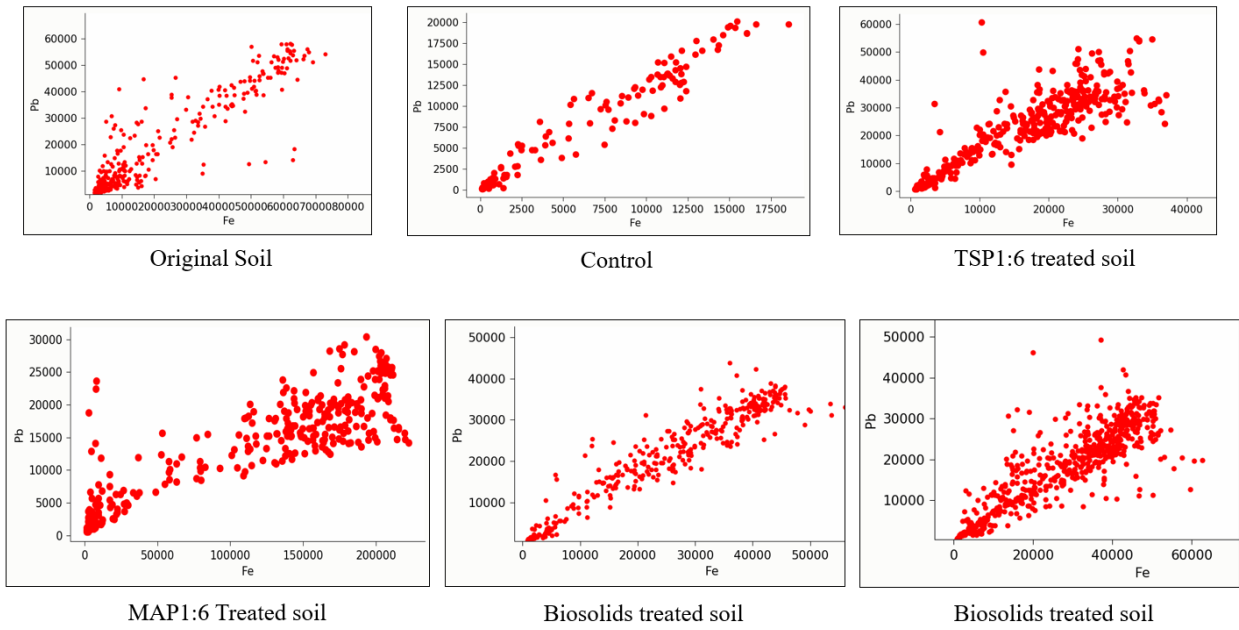 60000
50000
40000
30000
20000
10000
Pb
0 10000 20000 30000 40000 50000 60000 70000 80000
Fe
Original Soil
20000
17500
15000
12500
10000
7500
5000
2500
0
Pb
0 2500 5000 7500 10000 12500 15000 17500
Fe
Control
60000
50000
40000
30000
20000
10000
0
Pb
0 10000 20000 30000 40000
Fe
TSP1:6 treated soil
30000
25000
20000
15000
10000
5000
0
Pb
0 50000 100000 150000 200000
Fe
MAP1:6 Treated soil
50000
40000
30000
20000
10000
Pb
0 10000 20000 30000 40000 50000
Fe
Biosolids treated soil
50000
40000
30000
20000
10000
Pb
0 20000 40000 60000
Fe
Biosolids treated soil